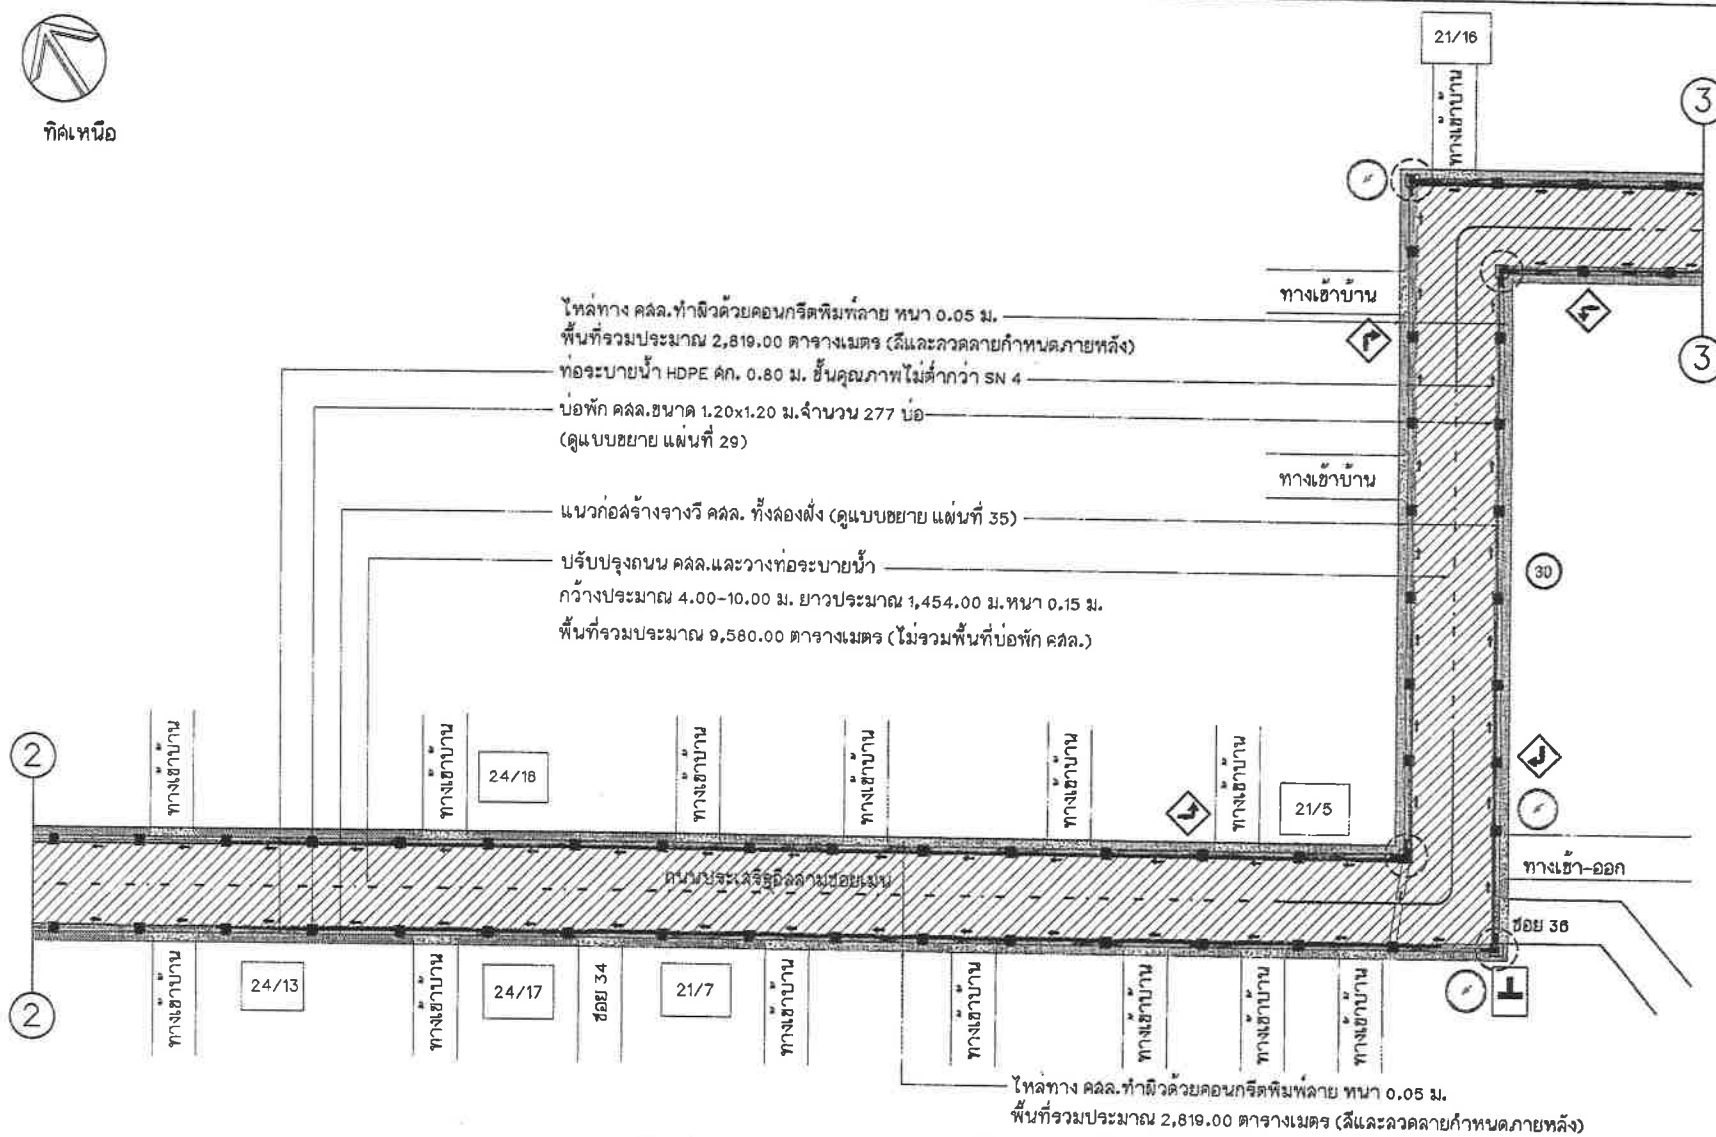 ทิศเหนือ
21/16
ทางเข้าบ้าน
3
ทางเข้าบ้าน
ไหล่ทาง คสล.ทำผิวด้วยคอนกรีตพิมพ์ลาย หนา 0.05 ม.
พื้นที่รวมประมาณ 2,819.00 ตารางเมตร (สีและลวดลายกำหนดภายหลัง)
ท่อระบายน้ำ HDPE ศก. 0.80 ม. ชั้นคุณภาพไม่ต่ำกว่า SN 4
3
บ่อพัก คสล.ขนาด 1.20x1.20 ม.จำนวน 277 บ่อ
(ดูแบบขยาย แผ่นที่ 29)
ทางเข้าบ้าน
แนวก่อสร้างรางวี คสล. ทั้งสองฝั่ง (ดูแบบขยาย แผ่นที่ 35)
ปรับปรุงถนน คสล.และวางท่อระบายน้ำ
30
กว้างประมาณ 4.00-10.00 ม. ยาวประมาณ 1,454.00 ม.หนา 0.15 ม.
พื้นที่รวมประมาณ 9,580.00 ตารางเมตร (ไม่รวมพื้นที่บ่อพัก คสล.)
2
ทางเข้าบ้าน
ทางเข้าบ้าน
24/18
ทางเข้าบ้าน
ทางเข้าบ้าน
ทางเข้าบ้าน
ทางเข้าบ้าน
21/5
ทางเข้า-ออก
ถนนประเสริฐอิสลามซอยเมน
ซอย 36
2
ทางเข้าบ้าน
24/13
ทางเข้าบ้าน
24/17
ซอย 34
21/7
ทางเข้าบ้าน
ทางเข้าบ้าน
ทางเข้าบ้าน
ทางเข้าบ้าน
ทางเข้าบ้าน
ไหล่ทาง คสล.ทำผิวด้วยคอนกรีตพิมพ์ลาย หนา 0.05 ม.
พื้นที่รวมประมาณ 2,819.00 ตารางเมตร (สีและลวดลายกำหนดภายหลัง)